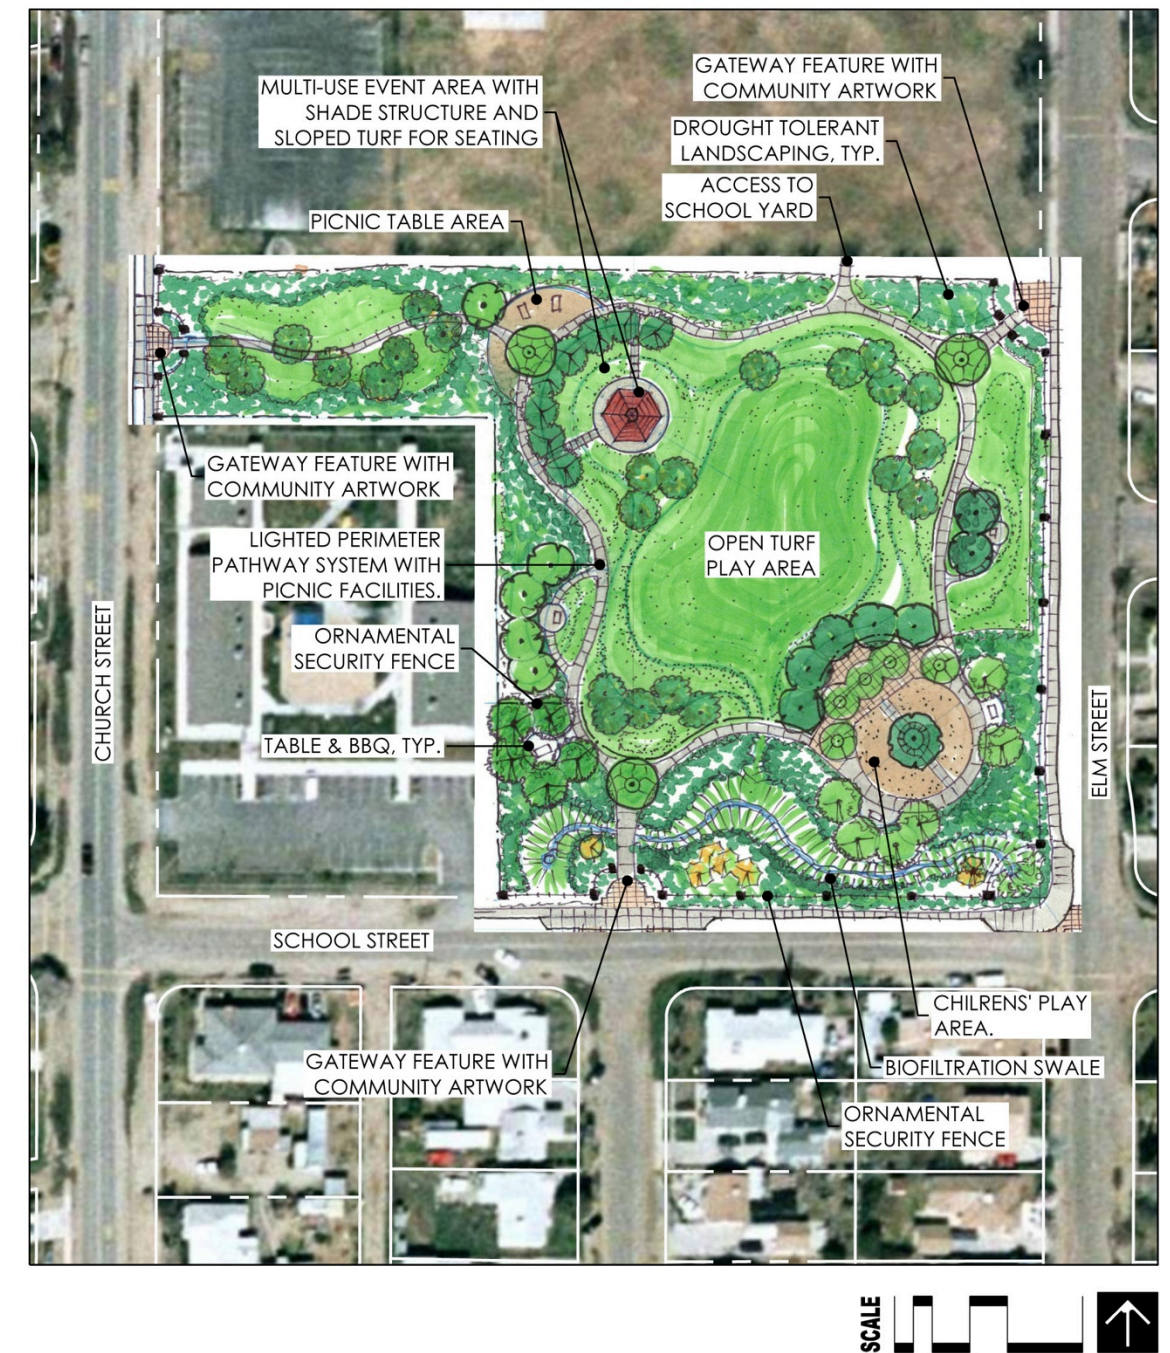 GATEWAY FEATURE WITH
COMMUNITY ARTWORK
MULTI-USE EVENT AREA WITH
SHADE STRUCTURE AND
SLOPED TURF FOR SEATING
DROUGHT TOLERANT
LANDSCAPING, TYP.
ACCESS TO
SCHOOL YARD
PICNIC TABLE AREA
GATEWAY FEATURE WITH
COMMUNITY ARTWORK
LIGHTED PERIMETER
PATHWAY SYSTEM WITH
PICNIC FACILITIES.
OPEN TURF
PLAY AREA
ORNAMENTAL
SECURITY FENCE
CHURCH STREET
ELM STREET
TABLE & BBQ, TYP.
SCHOOL STREET
CHILRENS' PLAY
AREA.
GATEWAY FEATURE WITH
COMMUNITY ARTWORK
BIOFILTRATION SWALE
ORNAMENTAL
SECURITY FENCE
SCALE